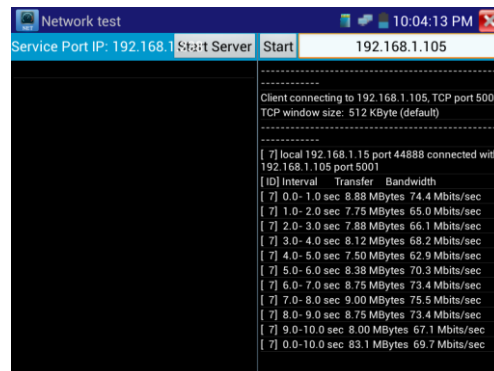 Network test
10:04:13 PM
Service Port IP: 192.168.1
Start Server
Start
192.168.1.105
------------------------------------------------
------------
Client connecting to 192.168.1.105, TCP port 500
TCP window size: 512 KByte (default)
------------------------------------------------
------------
[ 7] local 192.168.1.15 port 44888 connected wit
192.168.1.105 port 5001
[ ID] Interval Transfer Bandwidth
[ 7] 0.0- 1.0 sec 8.88 MBytes 74.4 Mbits/sec
[ 7] 1.0- 2.0 sec 7.75 MBytes 65.0 Mbits/sec
[ 7] 2.0- 3.0 sec 7.88 MBytes 66.1 Mbits/sec
[ 7] 3.0- 4.0 sec 8.12 MBytes 68.2 Mbits/sec
[ 7] 4.0- 5.0 sec 7.50 MBytes 62.9 Mbits/sec
[ 7] 5.0- 6.0 sec 8.38 MBytes 70.3 Mbits/sec
[ 7] 6.0- 7.0 sec 8.75 MBytes 73.4 Mbits/sec
[ 7] 7.0- 8.0 sec 9.00 MBytes 75.5 Mbits/sec
[ 7] 8.0- 9.0 sec 8.75 MBytes 73.4 Mbits/sec
[ 7] 9.0-10.0 sec 8.00 MBytes 67.1 Mbits/sec
[ 7] 0.0-10.0 sec 83.1 MBytes 69.7 Mbits/sec